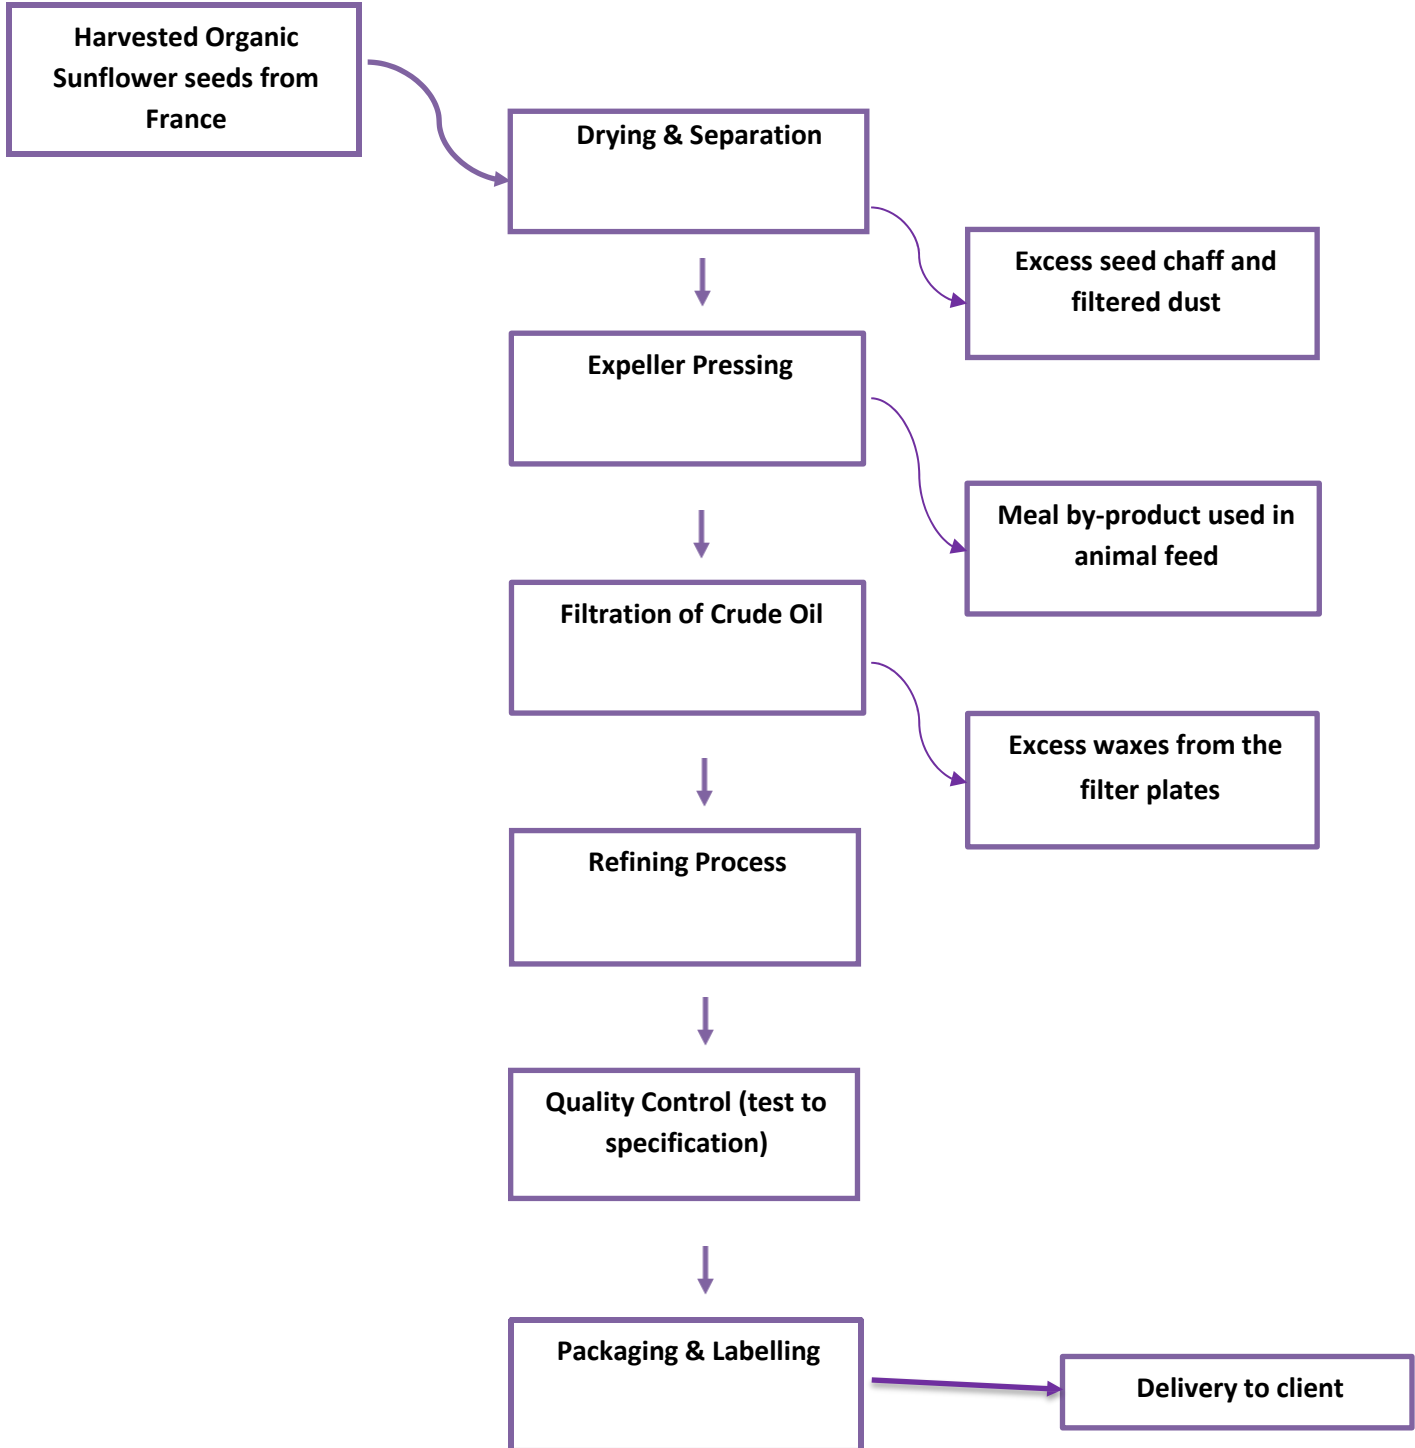 Harvested Organic
Sunflower seeds from
France
Drying & Separation
Excess seed chaff and
filtered dust
Expeller Pressing
Meal by-product used in
animal feed
Filtration of Crude Oil
Excess waxes from the
filter plates
Refining Process
Quality Control (test to
specification)
Packaging & Labelling
Delivery to client